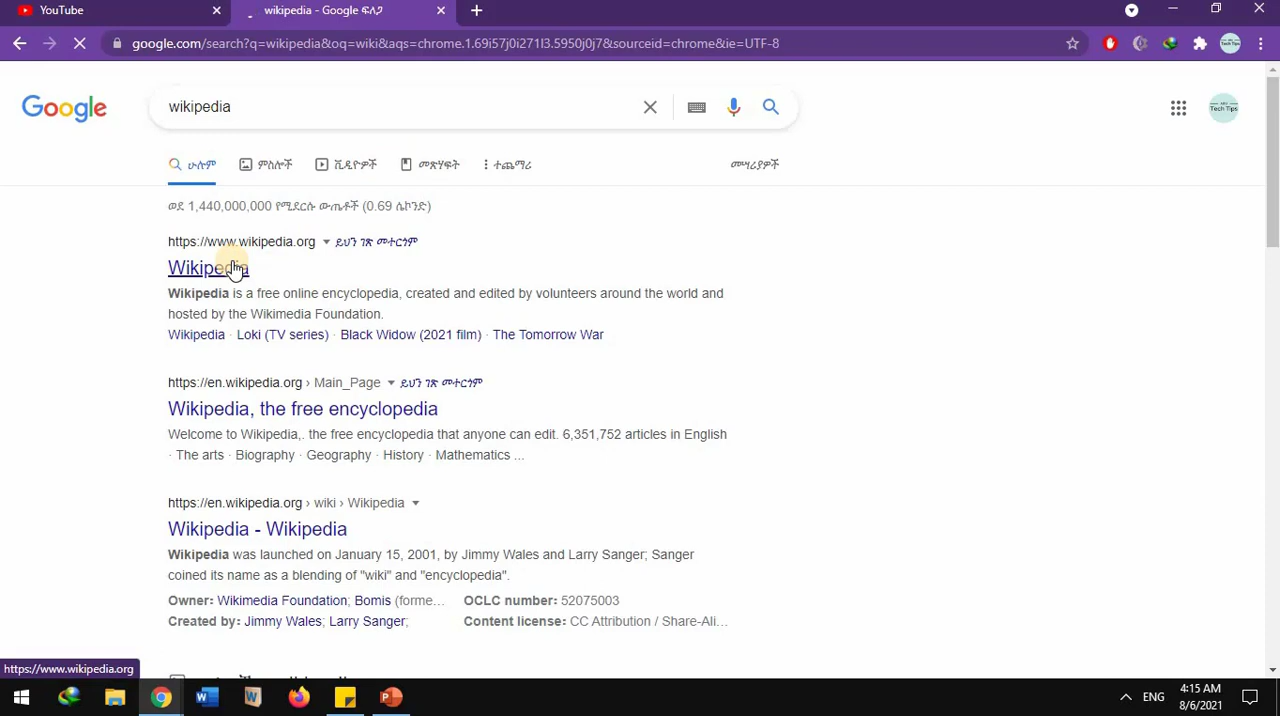 YouTube
wikipedia - Google ፍለጋ
google.com/search?q=wikipedia&oq=wiki&aqs=chrome.1.69i57j0i271l3.5950j0j7&sourceid=chrome&ie=UTF-8
Google
wikipedia
Tech Tips
ሁሉም
ምስሎች
ቪዲዮዎች
መጽሃፍት
ተጨማሪ
መሣሪያዎች
ወደ 1,440,000,000 የሚደርሱ ውጤቶች (0.69 ሴኮንድ)
https://www.wikipedia.org
ይህን ገጽ መተርጎም
Wikipedia
Wikipedia is a free online encyclopedia, created and edited by volunteers around the world and
hosted by the Wikimedia Foundation.
Wikipedia · Loki (TV series) · Black Widow (2021 film) · The Tomorrow War
https://en.wikipedia.org › Main_Page
ይህን ገጽ መተርጎም
Wikipedia, the free encyclopedia
Welcome to Wikipedia,. the free encyclopedia that anyone can edit. 6,351,752 articles in English
· The arts · Biography · Geography · History · Mathematics ...
https://en.wikipedia.org › wiki › Wikipedia
Wikipedia - Wikipedia
Wikipedia was launched on January 15, 2001, by Jimmy Wales and Larry Sanger; Sanger
coined its name as a blending of "wiki" and "encyclopedia".
Owner: Wikimedia Foundation; Bomis (forme...
OCLC number: 52075003
Created by: Jimmy Wales; Larry Sanger;
Content license: CC Attribution / Share-Ali...
https://www.wikipedia.org
ENG
4:15 AM
8/6/2021